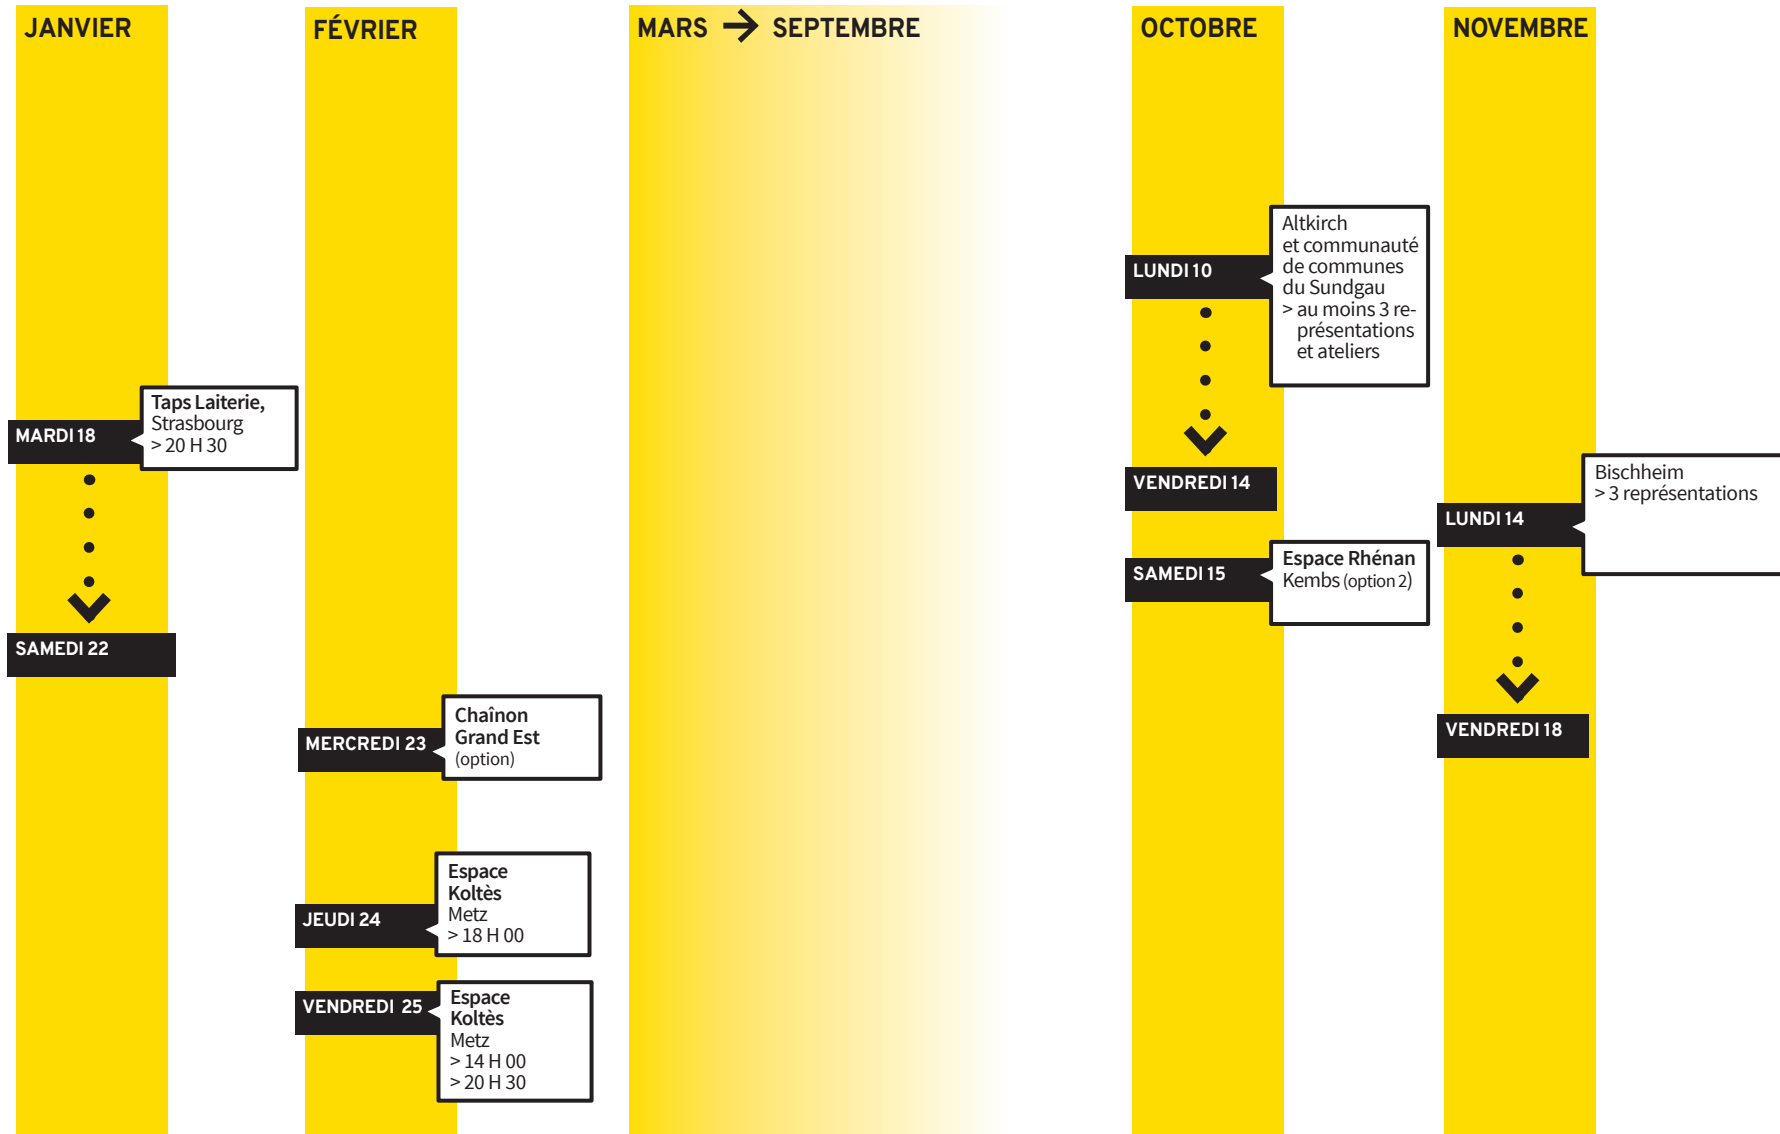 JANVIER
MARDI 18
Taps Laiterie,
Strasbourg
> 20 H 30
SAMEDI 22
FÉVRIER
MERCREDI 23
Chaînon
Grand Est
(option)
JEUDI 24
Espace
Koltès
Metz
> 18 H 00
VENDREDI 25
Espace
Koltès
Metz
> 14 H 00
> 20 H 30
MARS → SEPTEMBRE
OCTOBRE
LUNDI 10
Altkirch
et communauté
de communes
du Sundgau
> au moins 3 re-
présentations
et ateliers
VENDREDI 14
SAMEDI 15
Espace Rhénan
Kembs (option 2)
NOVEMBRE
LUNDI 14
Bischheim
> 3 représentations
VENDREDI 18